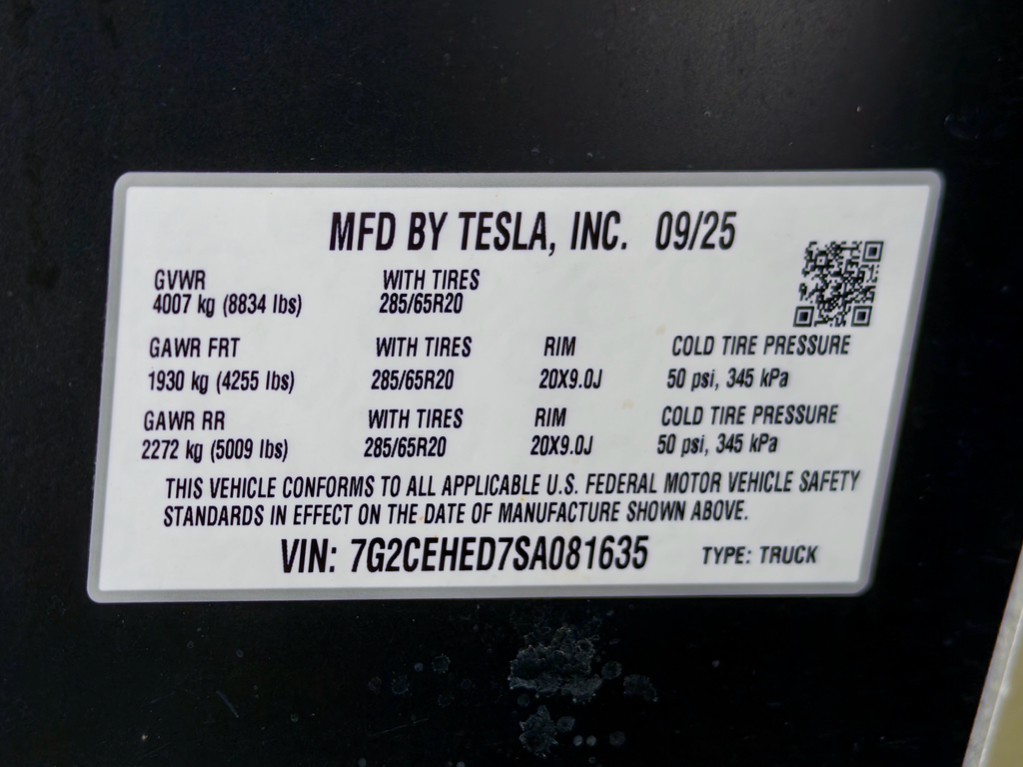 MFD BY TESLA, INC. 09/25
GVWR WITH TIRES
4007 kg (8834 lbs) 285/65R20
GAWR FRT WITH TIRES RIM COLD TIRE PRESSURE
1930 kg (4255 lbs) 285/65R20 20X9.0J 50 psi, 345 kPa
GAWR RR WITH TIRES RIM COLD TIRE PRESSURE
2272 kg (5009 lbs) 285/65R20 20X9.0J 50 psi, 345 kPa
THIS VEHICLE CONFORMS TO ALL APPLICABLE U.S. FEDERAL MOTOR VEHICLE SAFETY
STANDARDS IN EFFECT ON THE DATE OF MANUFACTURE SHOWN ABOVE.
VIN: 7G2CEHED7SA081635 TYPE: TRUCK